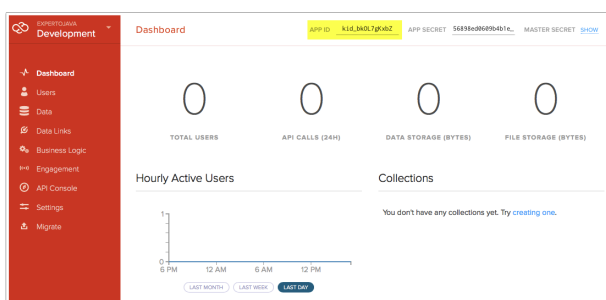 EXPERTOJAVA
Development
Dashboard
APP ID kid_bkOL7gKxbZ APP SECRET 56898ed0609b4b1e_ MASTER SECRET SHOW
Dashboard
Users
Data
Data Links
Business Logic
Engagement
API Console
Settings
Migrate
0 0 0 0
TOTAL USERS API CALLS (24H) DATA STORAGE (BYTES) FILE STORAGE (BYTES)
Hourly Active Users
1
0
6 PM 12 AM 6 AM 12 PM
LAST MONTH LAST WEEK LAST DAY
Collections
You don't have any collections yet. Try creating one.